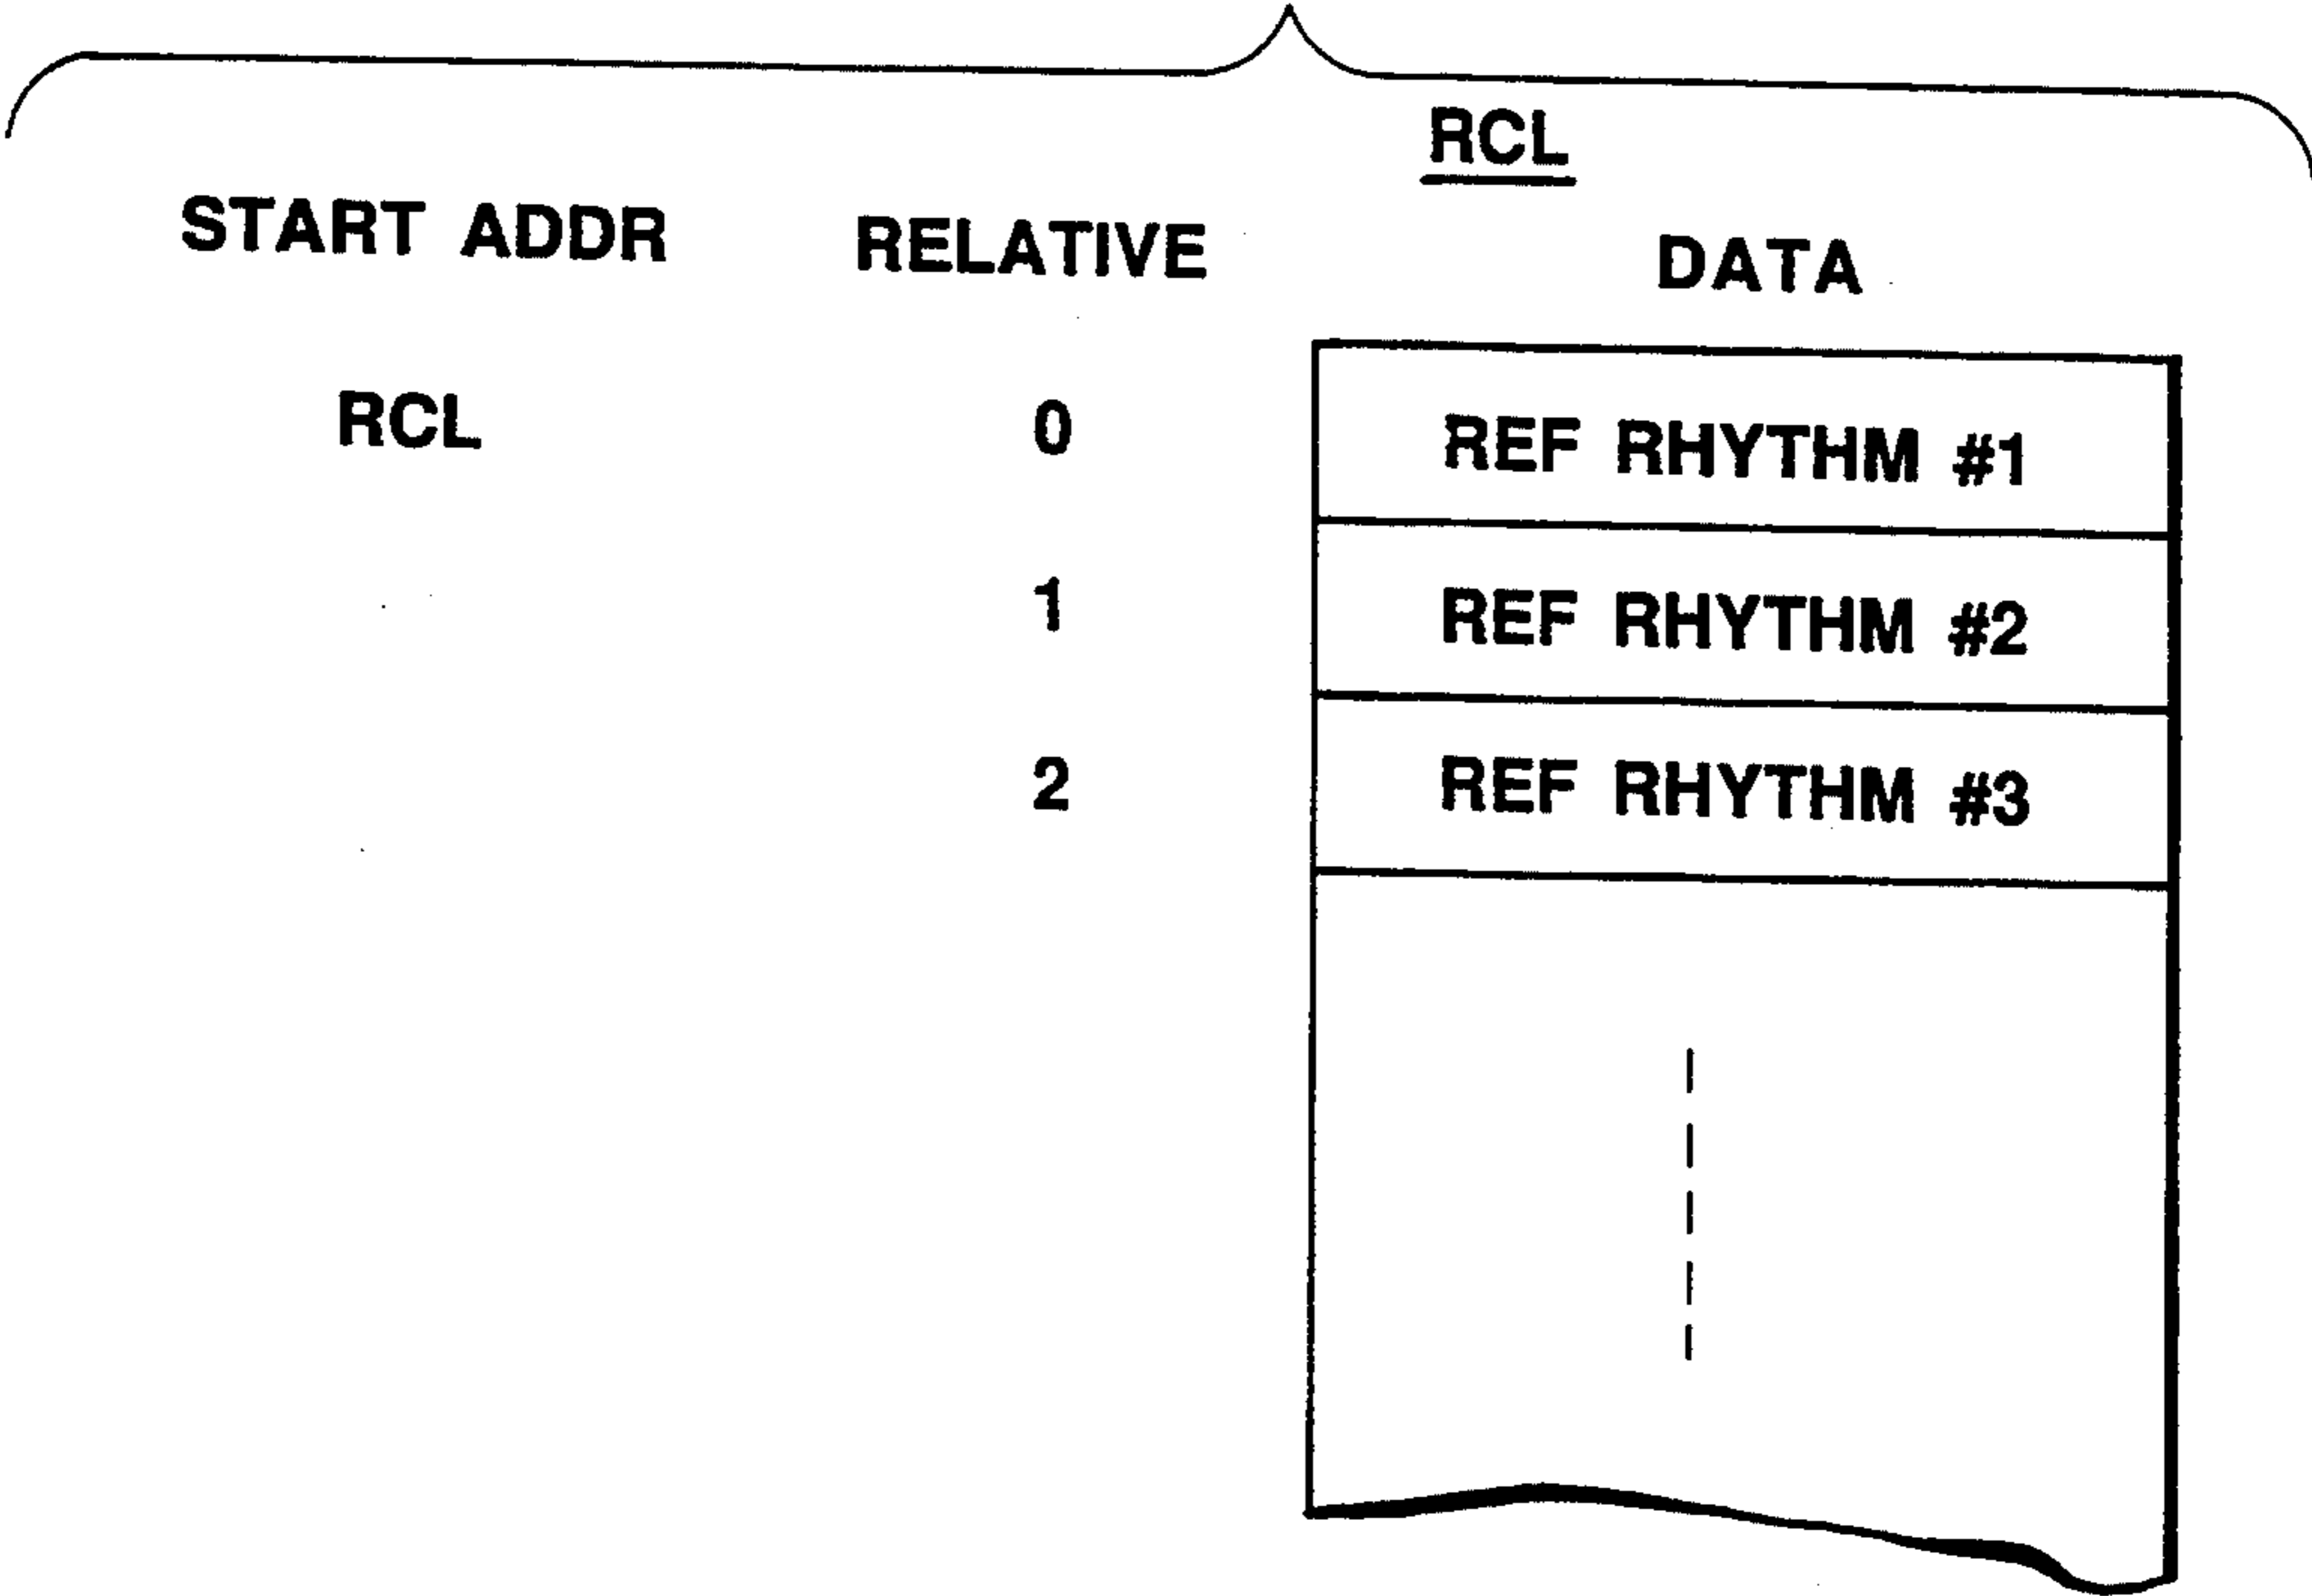 RCL
START ADDR RELATIVE DATA
RCL 0 REF RHYTHM #1
1 REF RHYTHM #2
2 REF RHYTHM #3